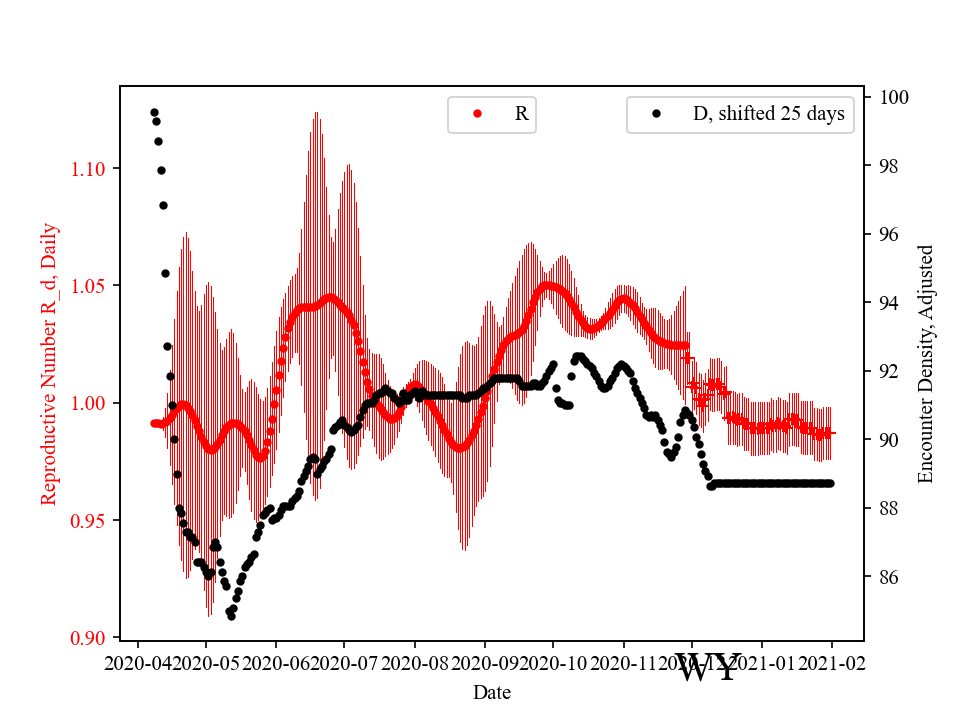 R
D, shifted 25 days
100
98
96
94
92
90
88
86
Encounter Density, Adjusted
1.10
1.05
1.00
0.95
0.90
Reproductive Number R_d, Daily
2020-04 2020-05 2020-06 2020-07 2020-08 2020-09 2020-10 2020-11 2020-12 2021-01 2021-02
WY
Date